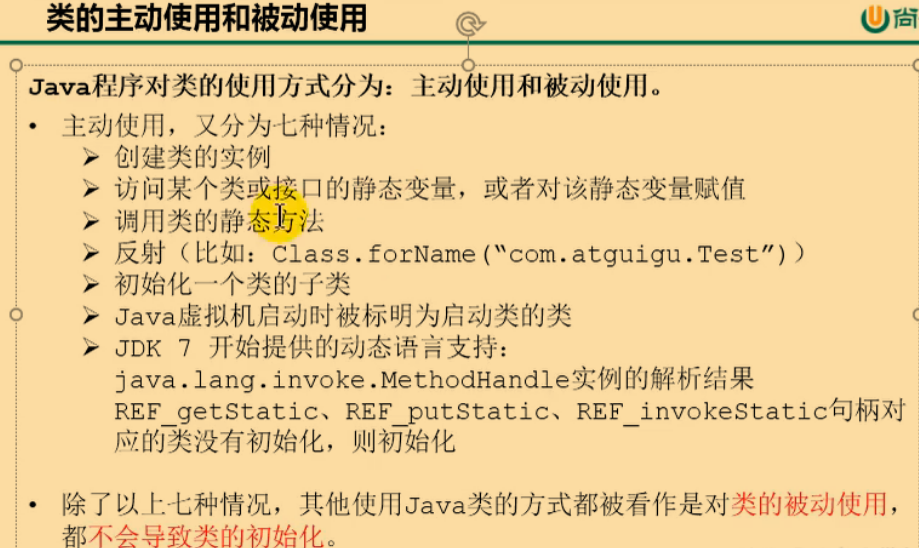 类的主动使用和被动使用
尚
Java程序对类的使用方式分为：主动使用和被动使用。
• 主动使用，又分为七种情况：
➢ 创建类的实例
➢ 访问某个类或接口的静态变量，或者对该静态变量赋值
➢ 调用类的静态方法
➢ 反射（比如：Class.forName(“com.atguigu.Test”)）
➢ 初始化一个类的子类
➢ Java虚拟机启动时被标明为启动类的类
➢ JDK 7 开始提供的动态语言支持：
java.lang.invoke.MethodHandle实例的解析结果
REF_getStatic、REF_putStatic、REF_invokeStatic句柄对
应的类没有初始化，则初始化
• 除了以上七种情况，其他使用Java类的方式都被看作是对类的被动使用，
都不会导致类的初始化。